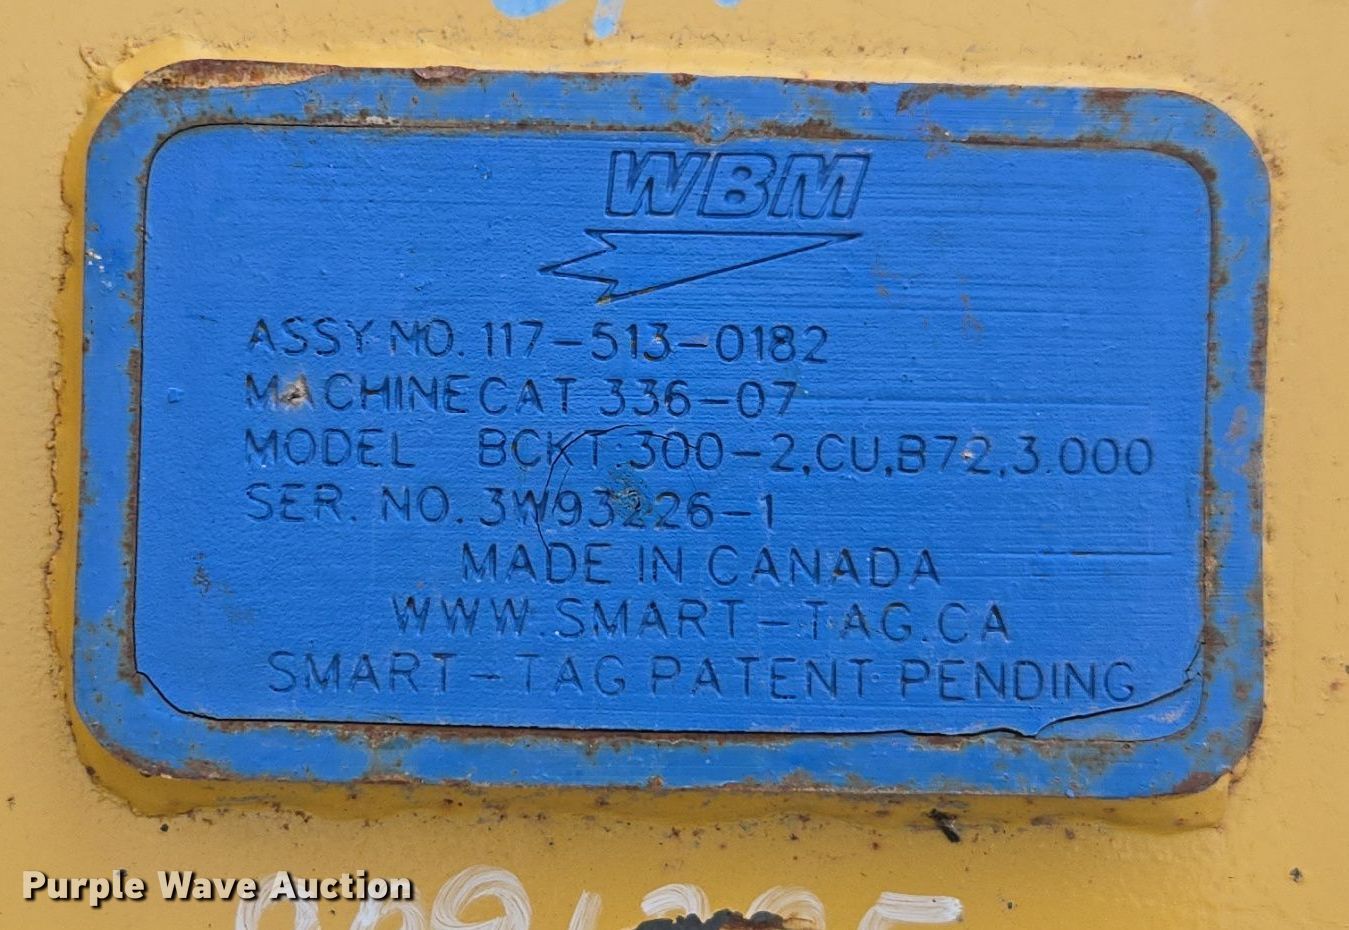 WBM
ASSY NO. 117-513-0182
MACHINE CAT 336-07
MODEL BCKT 300-2,CU,B72,3.000
SER. NO. 3W93226-1
MADE IN CANADA
WWW.SMART-TAG.CA
SMART-TAG PATENT PENDING
Purple Wave Auction